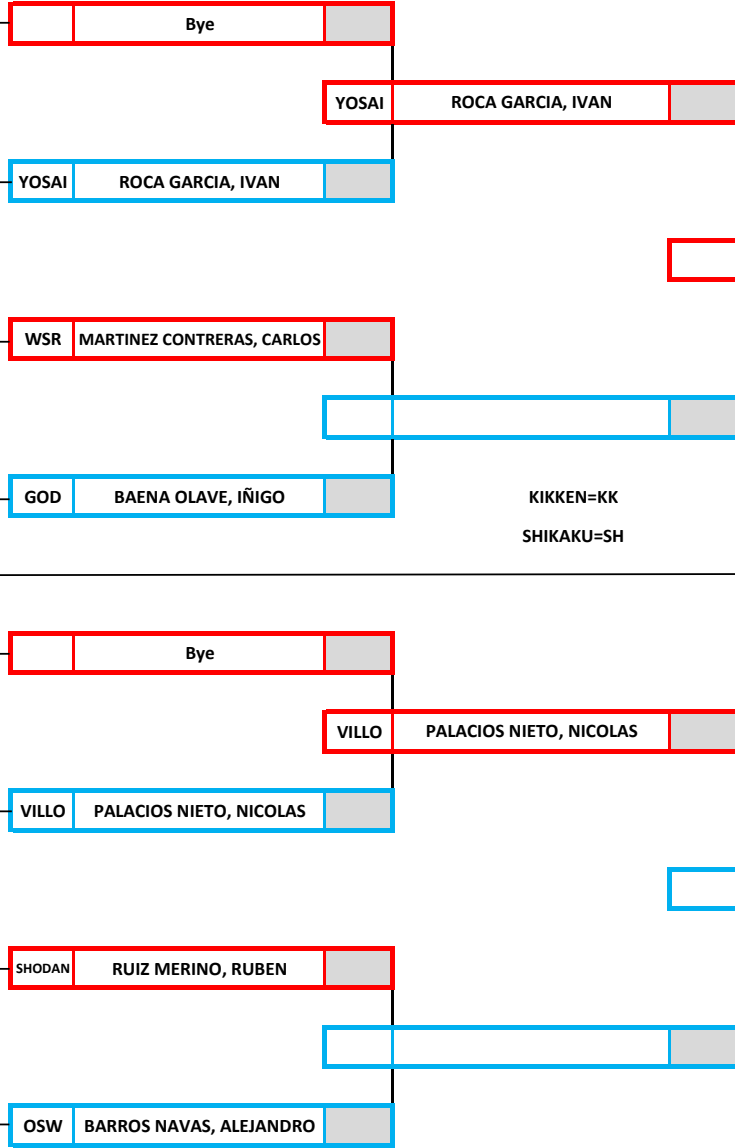 Bye
YOSAI ROCA GARCIA, IVAN
YOSAI ROCA GARCIA, IVAN
WSR MARTINEZ CONTRERAS, CARLOS
GOD BAENA OLAVE, IÑIGO
KIKKEN=KK
SHIKAKU=SH
Bye
VILLO PALACIOS NIETO, NICOLAS
VILLO PALACIOS NIETO, NICOLAS
SHODAN RUIZ MERINO, RUBEN
OSW BARROS NAVAS, ALEJANDRO